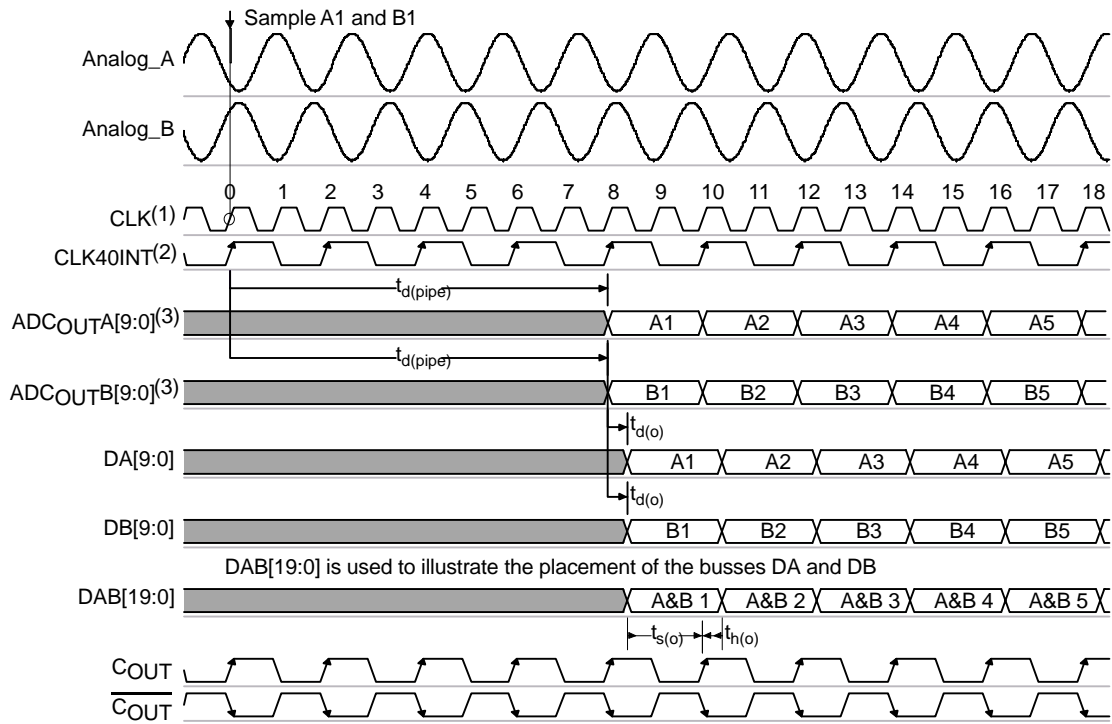 Sample A1 and B1
Analog_A
Analog_B
0 1 2 3 4 5 6 7 8 9 10 11 12 13 14 15 16 17 18
CLK(1)
CLK40INT(2)
td(pipe)
ADCOUTA[9:0](3) A1 A2 A3 A4 A5
td(pipe)
ADCOUTB[9:0](3) B1 B2 B3 B4 B5
td(o)
DA[9:0] A1 A2 A3 A4 A5
td(o)
DB[9:0] B1 B2 B3 B4 B5
DAB[19:0] is used to illustrate the placement of the busses DA and DB
DAB[19:0] A&B 1 A&B 2 A&B 3 A&B 4 A&B 5
ts(o) th(o)
COUT
COUT